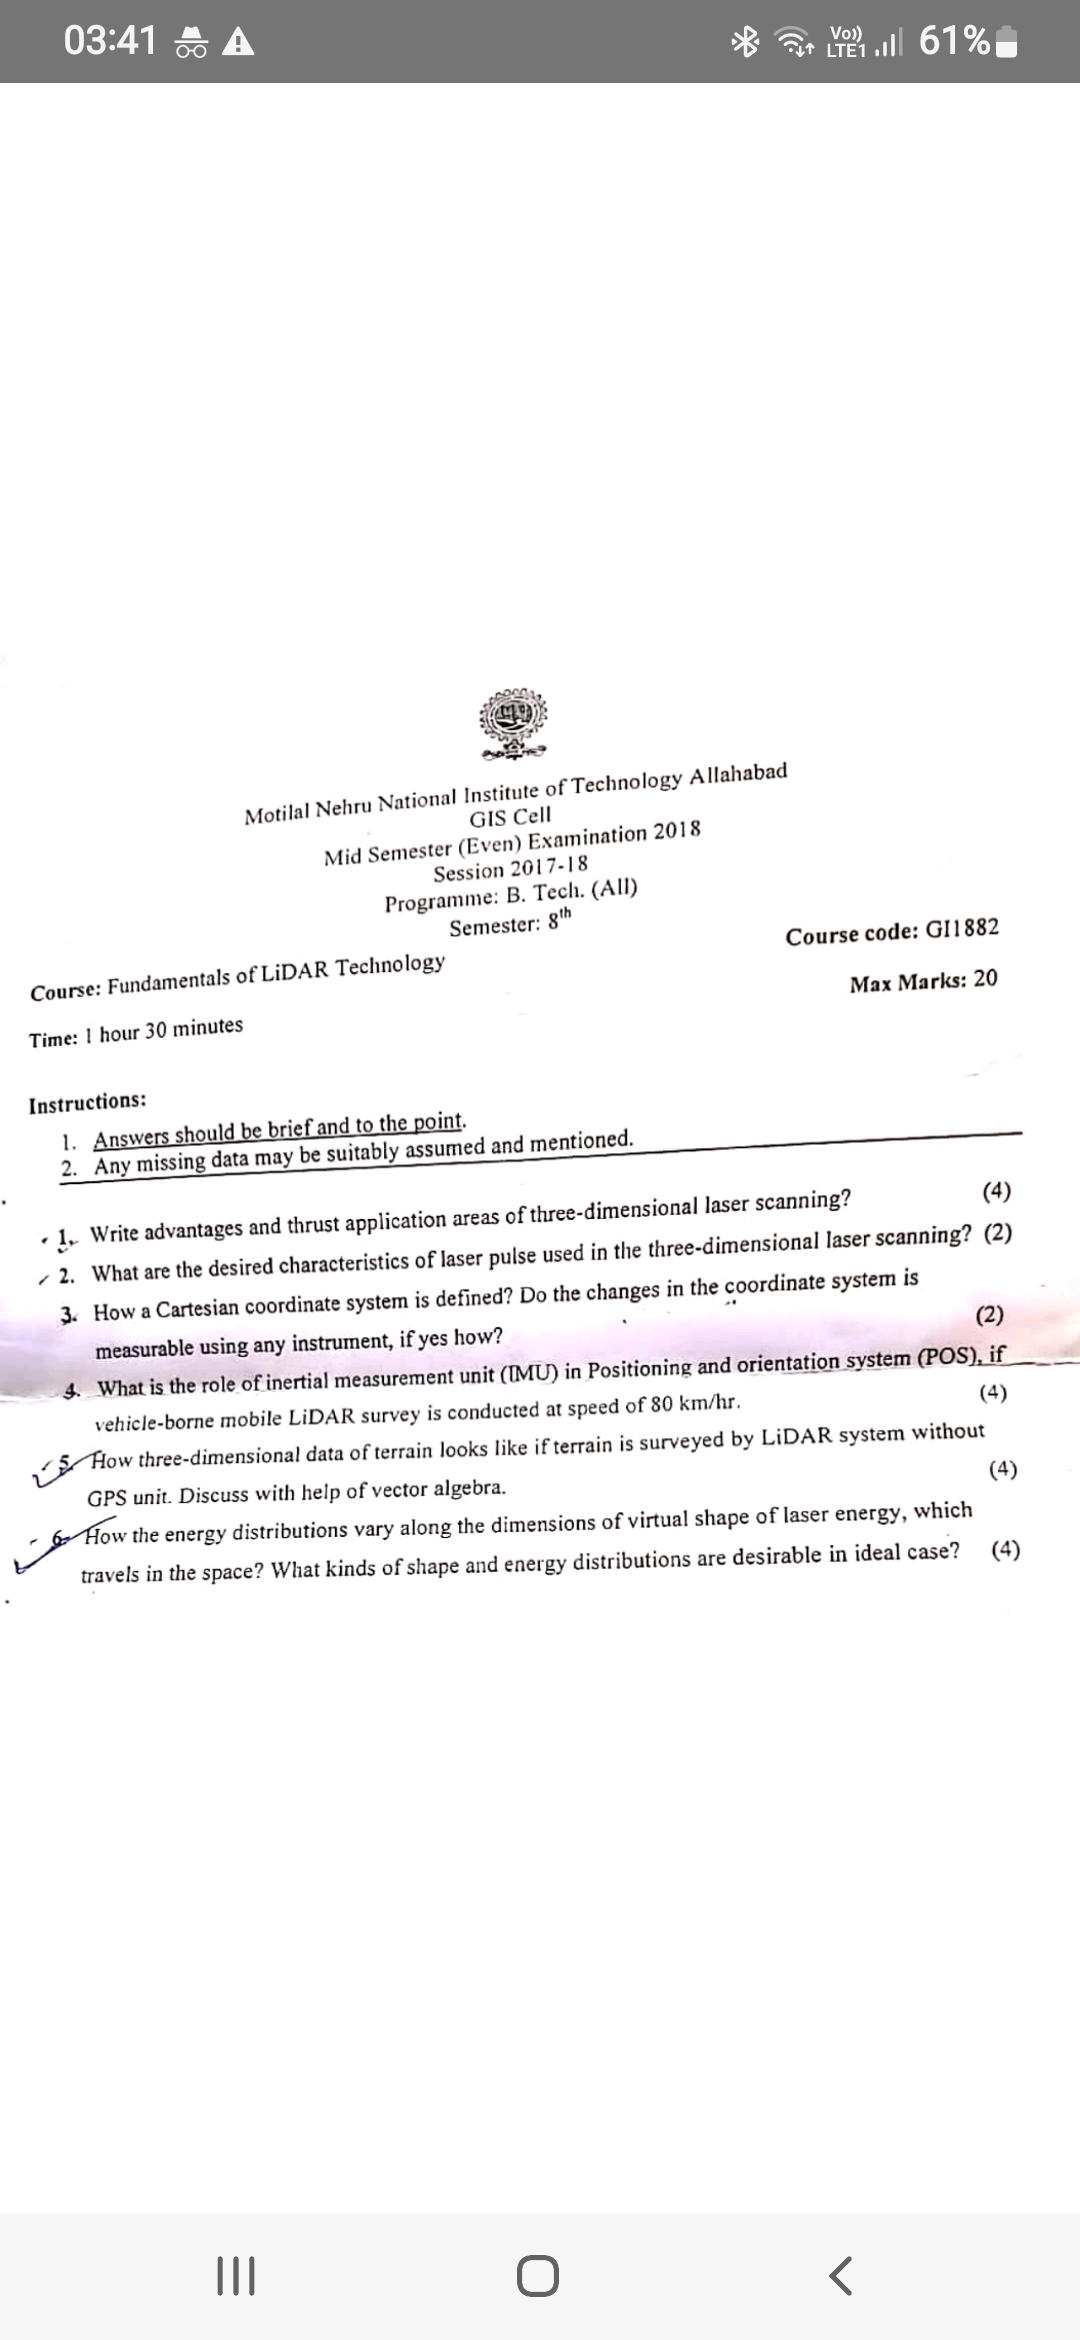 03:41
Vo))
LTE1
61%
Motilal Nehru National Institute of Technology Allahabad
GIS Cell
Mid Semester (Even) Examination 2018
Session 2017-18
Programme: B. Tech. (All)
Semester: 8th
Course code: GI1882
Course: Fundamentals of LiDAR Technology
Max Marks: 20
Time: 1 hour 30 minutes
Instructions:
1. Answers should be brief and to the point.
2. Any missing data may be suitably assumed and mentioned.
1. Write advantages and thrust application areas of three-dimensional laser scanning? (4)
2. What are the desired characteristics of laser pulse used in the three-dimensional laser scanning? (2)
3. How a Cartesian coordinate system is defined? Do the changes in the coordinate system is
measurable using any instrument, if yes how? (2)
4. What is the role of inertial measurement unit (IMU) in Positioning and orientation system (POS), if
vehicle-borne mobile LiDAR survey is conducted at speed of 80 km/hr. (4)
5. How three-dimensional data of terrain looks like if terrain is surveyed by LiDAR system without
GPS unit. Discuss with help of vector algebra. (4)
6. How the energy distributions vary along the dimensions of virtual shape of laser energy, which
travels in the space? What kinds of shape and energy distributions are desirable in ideal case? (4)